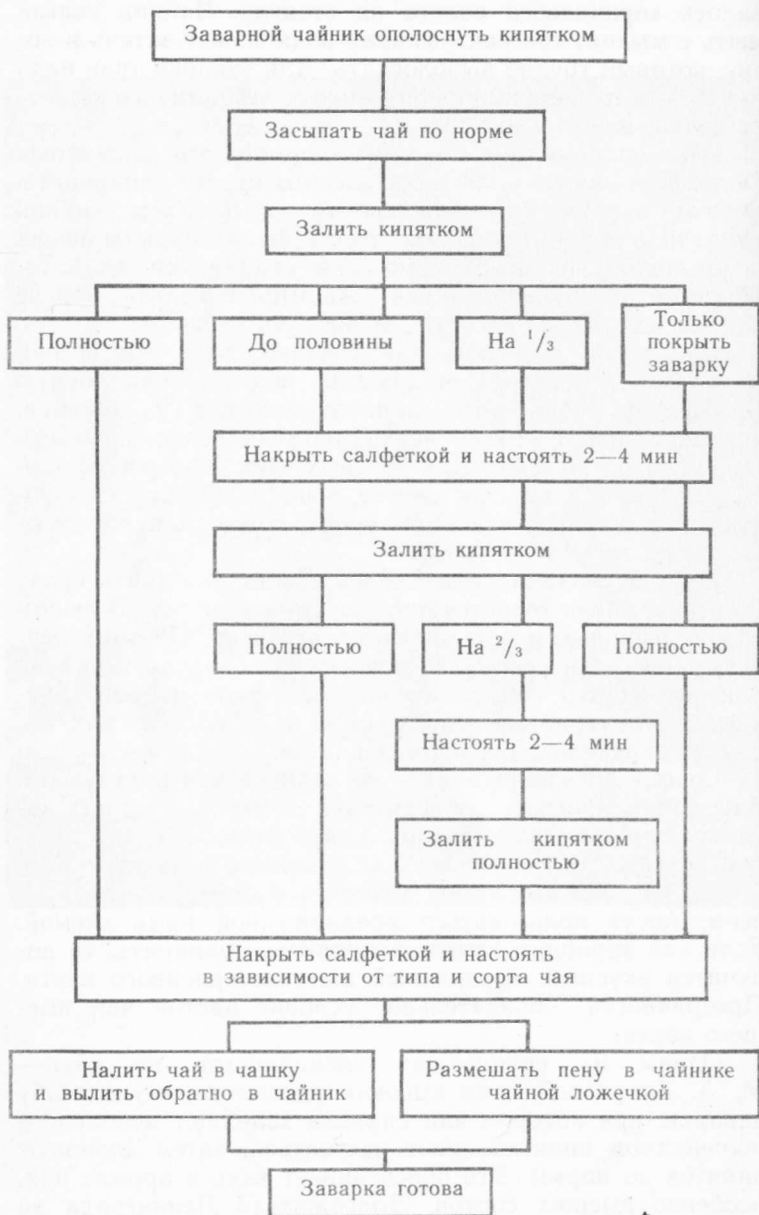 Заварной чайник ополоснуть кипятком
Засыпать чай по норме
Залить кипятком
Полностью
До половины
На 1/3
Только
покрыть
заварку
Накрыть салфеткой и настоять 2—4 мин
Залить кипятком
Полностью
На 2/3
Полностью
Настоять 2—4 мин
Залить кипятком
полностью
Накрыть салфеткой и настоять
в зависимости от типа и сорта чая
Налить чай в чашку
и вылить обратно в чайник
Размешать пену в чайнике
чайной ложечкой
Заварка готова